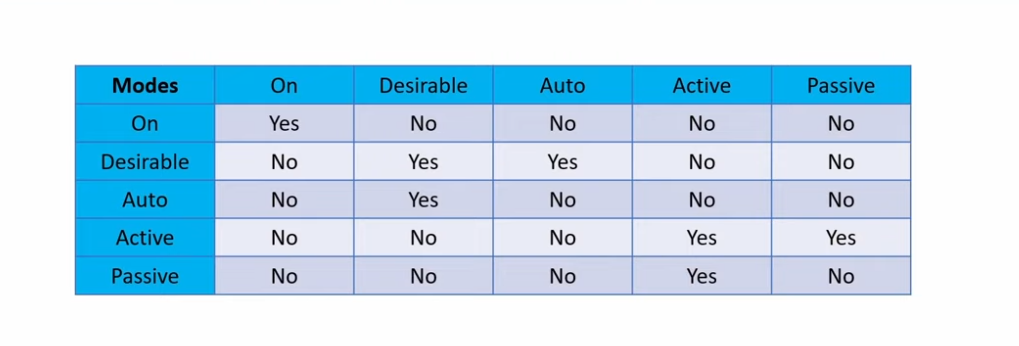 Modes On Desirable Auto Active Passive
On Yes No No No No
Desirable No Yes Yes No No
Auto No Yes No No No
Active No No No Yes Yes
Passive No No No Yes No